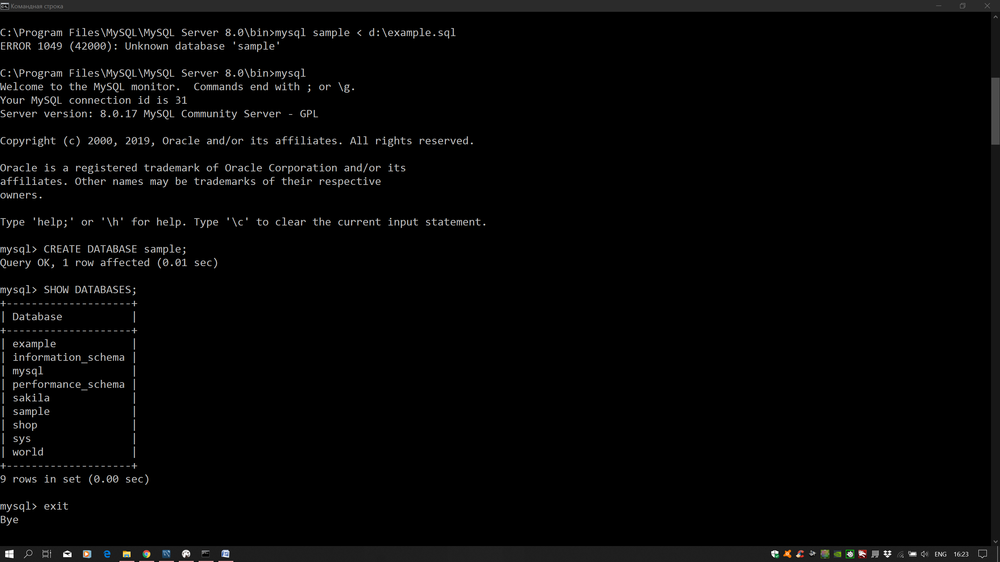 Командная строка
C:\Program Files\MySQL\MySQL Server 8.0\bin>mysql sample < d:\example.sql
ERROR 1049 (42000): Unknown database 'sample'
C:\Program Files\MySQL\MySQL Server 8.0\bin>mysql
Welcome to the MySQL monitor.  Commands end with ; or \g.
Your MySQL connection id is 31
Server version: 8.0.17 MySQL Community Server - GPL
Copyright (c) 2000, 2019, Oracle and/or its affiliates. All rights reserved.
Oracle is a registered trademark of Oracle Corporation and/or its
affiliates. Other names may be trademarks of their respective
owners.
Type 'help;' or '\h' for help. Type '\c' to clear the current input statement.
mysql> CREATE DATABASE sample;
Query OK, 1 row affected (0.01 sec)
mysql> SHOW DATABASES;
+--------------------+
| Database           |
+--------------------+
| example            |
| information_schema |
| mysql              |
| performance_schema |
| sakila             |
| sample             |
| shop               |
| sys                |
| world              |
+--------------------+
9 rows in set (0.00 sec)
mysql> exit
Bye
ENG 16:23